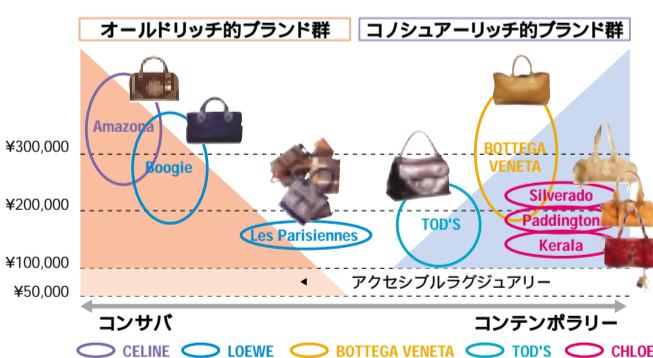 オールドリッチ的ブランド群
コノシュアーリッチ的ブランド群
Amazona
Boogie
BOTTEGA
VENETA
¥300,000
Silverado
¥200,000
Paddington
TOD'S
Les Parisiennes
Kerala
¥100,000
アクセシブルラグジュアリー
¥50,000
コンサバ
コンテンポラリー
CELINE
LOEWE
BOTTEGA VENETA
TOD'S
CHLOE